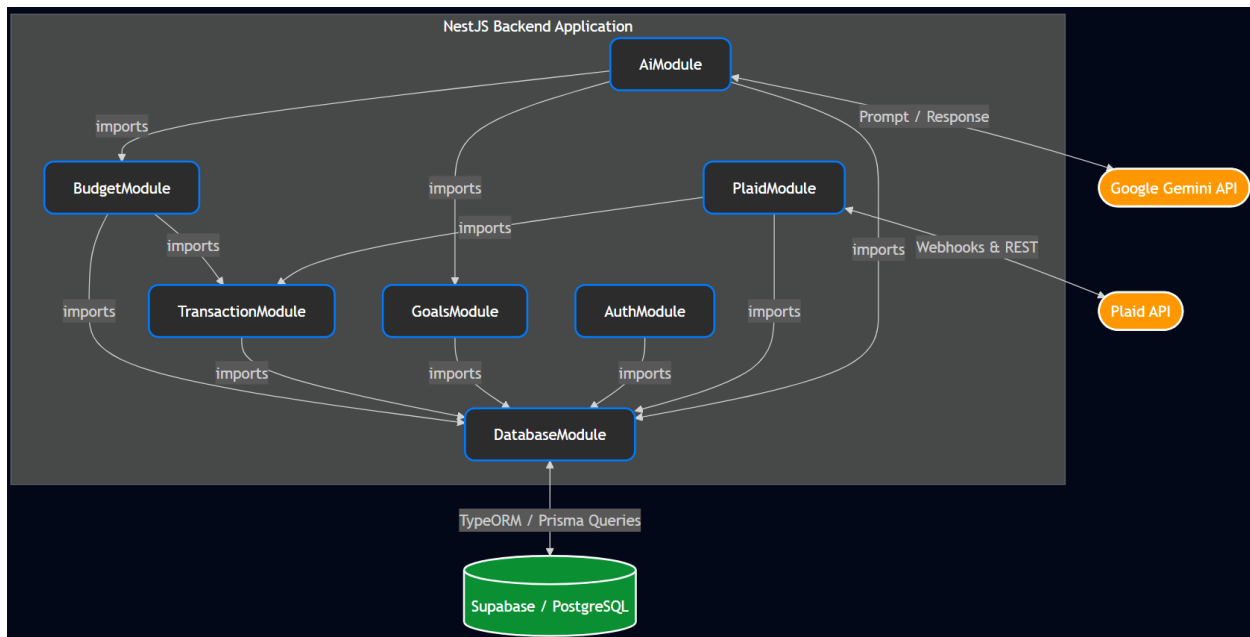 NestJS Backend Application
AiModule
imports
Prompt / Response
BudgetModule
imports
PlaidModule
Google Gemini API
imports
imports
Webhooks & REST
imports
imports
TransactionModule
GoalsModule
AuthModule
imports
Plaid API
imports
imports
imports
DatabaseModule
TypeORM / Prisma Queries
Supabase / PostgreSQL